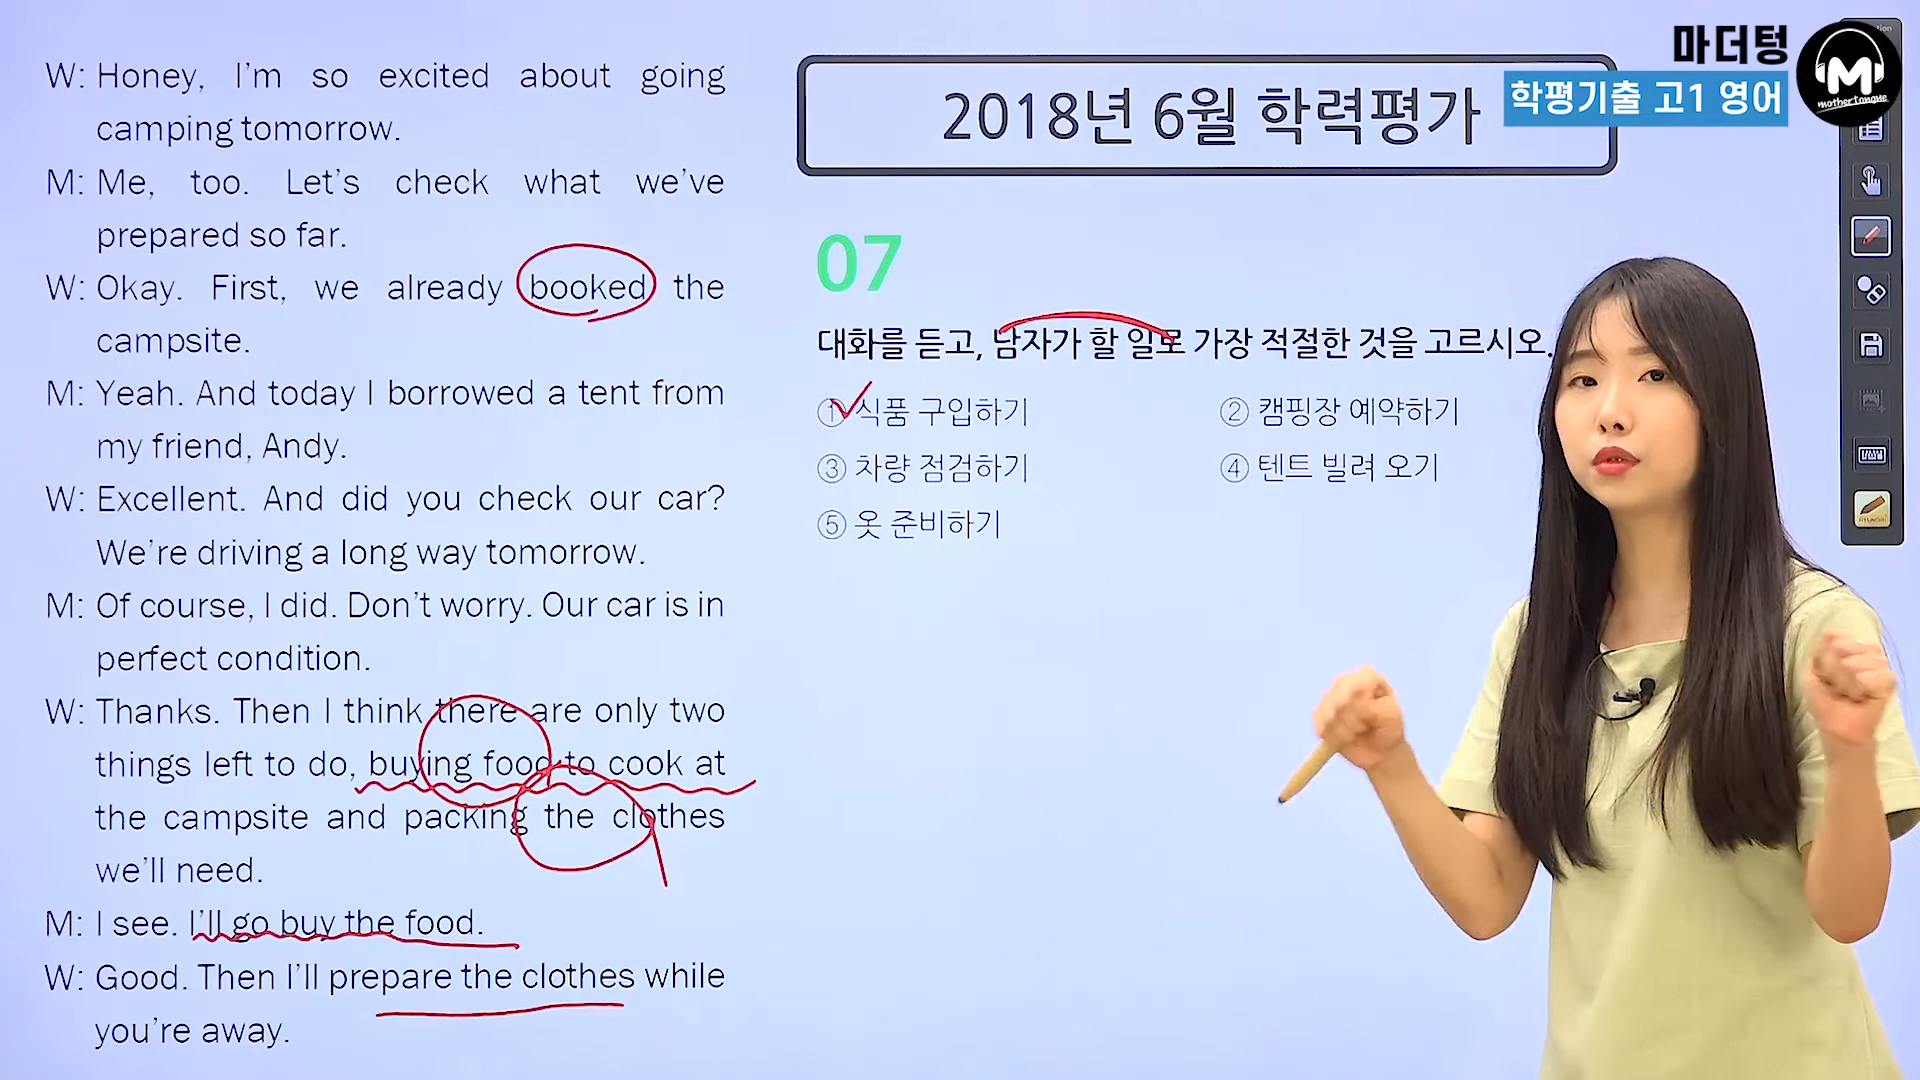 W: Honey, I'm so excited about going
camping tomorrow.
M: Me, too. Let's check what we've
prepared so far.
W: Okay. First, we already booked the
campsite.
M: Yeah. And today I borrowed a tent from
my friend, Andy.
W: Excellent. And did you check our car?
We're driving a long way tomorrow.
M: Of course, I did. Don't worry. Our car is in
perfect condition.
W: Thanks. Then I think there are only two
things left to do, buying food to cook at
the campsite and packing the clothes
we'll need.
M: I see. I'll go buy the food.
W: Good. Then I'll prepare the clothes while
you're away.
2018년 6월 학력평가
마더텅
학평기출 고1 영어
M
mothertongue
07
대화를 듣고, 남자가 할 일로 가장 적절한 것을 고르시오.
① 식품 구입하기 ② 캠핑장 예약하기
③ 차량 점검하기 ④ 텐트 빌려 오기
⑤ 옷 준비하기